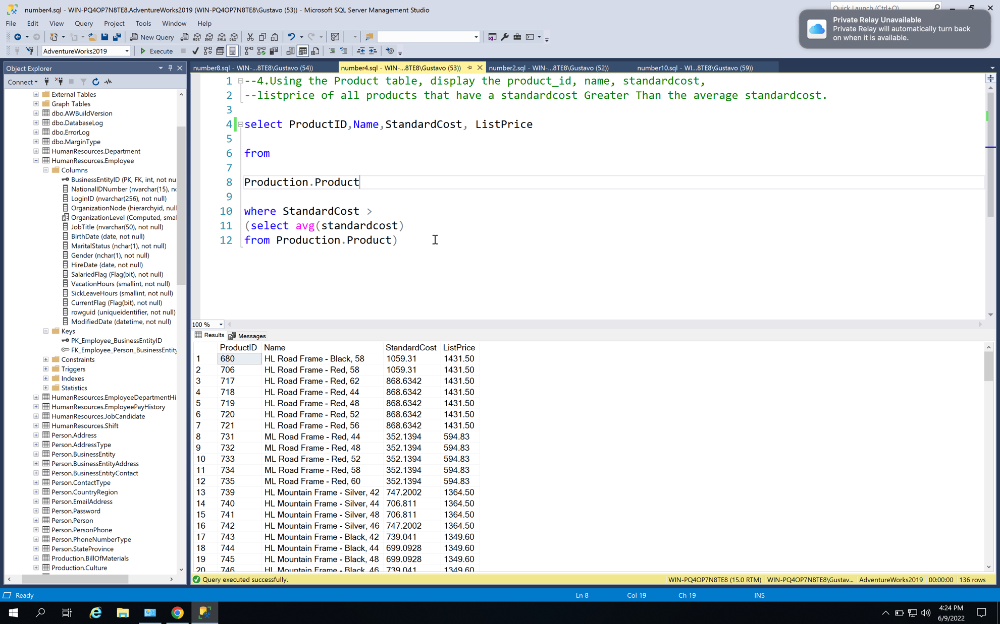 number4.sql - WIN-PQ4OP7N8TE8.AdventureWorks2019 (WIN-PQ4OP7N8TE8\Gustavo (53)) - Microsoft SQL Server Management Studio
Quick Launch (Ctrl+Q)
Private Relay Unavailable
Private Relay will automatically turn back
on when it is available.
File Edit View Query Project Tools Window Help
New Query
AdventureWorks2019 Execute
Object Explorer
Connect
External Tables
Graph Tables
dbo.AWBuildVersion
dbo.DatabaseLog
dbo.ErrorLog
dbo.MarginType
HumanResources.Department
HumanResources.Employee
Columns
BusinessEntityID (PK, FK, int, not nu
NationalIDNumber (nvarchar(15), no
LoginID (nvarchar(256), not null)
OrganizationNode (hierarchyid, null
OrganizationLevel (Computed, smal
JobTitle (nvarchar(50), not null)
BirthDate (date, not null)
MaritalStatus (nchar(1), not null)
Gender (nchar(1), not null)
HireDate (date, not null)
SalariedFlag (Flag(bit), not null)
VacationHours (smallint, not null)
SickLeaveHours (smallint, not null)
CurrentFlag (Flag(bit), not null)
rowguid (uniqueidentifier, not null)
ModifiedDate (datetime, not null)
Keys
PK_Employee_BusinessEntityID
FK_Employee_Person_BusinessEntity
Constraints
Triggers
Indexes
Statistics
HumanResources.EmployeeDepartmentHi
HumanResources.EmployeePayHistory
HumanResources.JobCandidate
HumanResources.Shift
Person.Address
Person.AddressType
Person.BusinessEntity
Person.BusinessEntityAddress
Person.BusinessEntityContact
Person.ContactType
Person.CountryRegion
Person.EmailAddress
Person.Password
Person.Person
Person.PersonPhone
Person.PhoneNumberType
Person.StateProvince
Production.BillOfMaterials
Production.Culture
number8.sql - WIN-...8TE8\Gustavo (54)) number4.sql - WIN-...8TE8\Gustavo (53)) number2.sql - WIN-...8TE8\Gustavo (52)) number10.sql - WI...8TE8\Gustavo (59))
1 --4.Using the Product table, display the product_id, name, standardcost,
2 --listprice of all products that have a standardcost Greater Than the average standardcost.
3
4 select ProductID,Name,StandardCost, ListPrice
5
6 from
7
8 Production.Product
9
10 where StandardCost >
11 (select avg(standardcost)
12 from Production.Product)
100 %
Results Messages
ProductID Name StandardCost ListPrice
1 680 HL Road Frame - Black, 58 1059.31 1431.50
2 706 HL Road Frame - Red, 58 1059.31 1431.50
3 717 HL Road Frame - Red, 62 868.6342 1431.50
4 718 HL Road Frame - Red, 44 868.6342 1431.50
5 719 HL Road Frame - Red, 48 868.6342 1431.50
6 720 HL Road Frame - Red, 52 868.6342 1431.50
7 721 HL Road Frame - Red, 56 868.6342 1431.50
8 731 ML Road Frame - Red, 44 352.1394 594.83
9 732 ML Road Frame - Red, 48 352.1394 594.83
10 733 ML Road Frame - Red, 52 352.1394 594.83
11 734 ML Road Frame - Red, 58 352.1394 594.83
12 735 ML Road Frame - Red, 60 352.1394 594.83
13 739 HL Mountain Frame - Silver, 42 747.2002 1364.50
14 740 HL Mountain Frame - Silver, 44 706.811 1364.50
15 741 HL Mountain Frame - Silver, 48 706.811 1364.50
16 742 HL Mountain Frame - Silver, 46 747.2002 1364.50
17 743 HL Mountain Frame - Black, 42 739.041 1349.60
18 744 HL Mountain Frame - Black, 44 699.0928 1349.60
19 745 HL Mountain Frame - Black, 48 699.0928 1349.60
20 746 HL Mountain Frame - Black, 46 739.041 1349.60
Query executed successfully. WIN-PQ4OP7N8TE8 (15.0 RTM) WIN-PQ4OP7N8TE8\Gustav... AdventureWorks2019 00:00:00 136 rows
Ready Ln 8 Col 19 Ch 19 INS
4:24 PM
6/9/2022